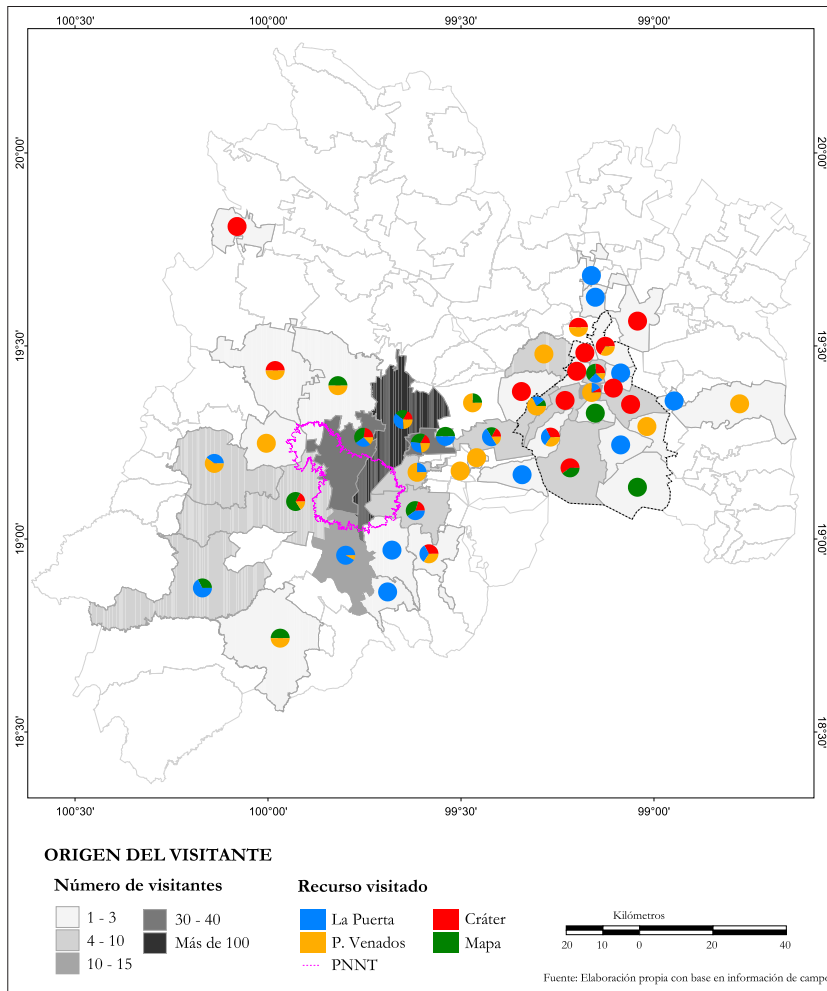 100°30' 100°00' 99°30' 99°00'
20°00' 20°00'
19°30' 19°30'
19°00' 19°00'
18°30' 18°30'
100°30' 100°00' 99°30' 99°00'
ORIGEN DEL VISITANTE
Número de visitantes
1 - 3
4 - 10
10 - 15
30 - 40
Más de 100
Recurso visitado
La Puerta
P. Venados
PNNT
Cráter
Mapa
Kilómetros
20 10 0 20 40
Fuente: Elaboración propia con base en información de campo